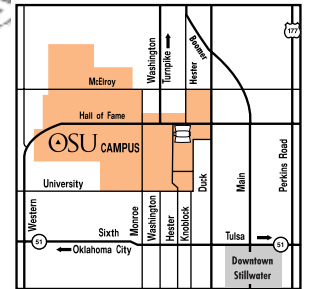 177
Washington
Turnpike
Boomer
Hester
McElroy
Hall of Fame
OSU CAMPUS
University
Western
Monroe
Washington
Hester
Knoblock
Duck
Main
Perkins Road
Sixth
Tulsa
51
51
Oklahoma City
Downtown
Stillwater